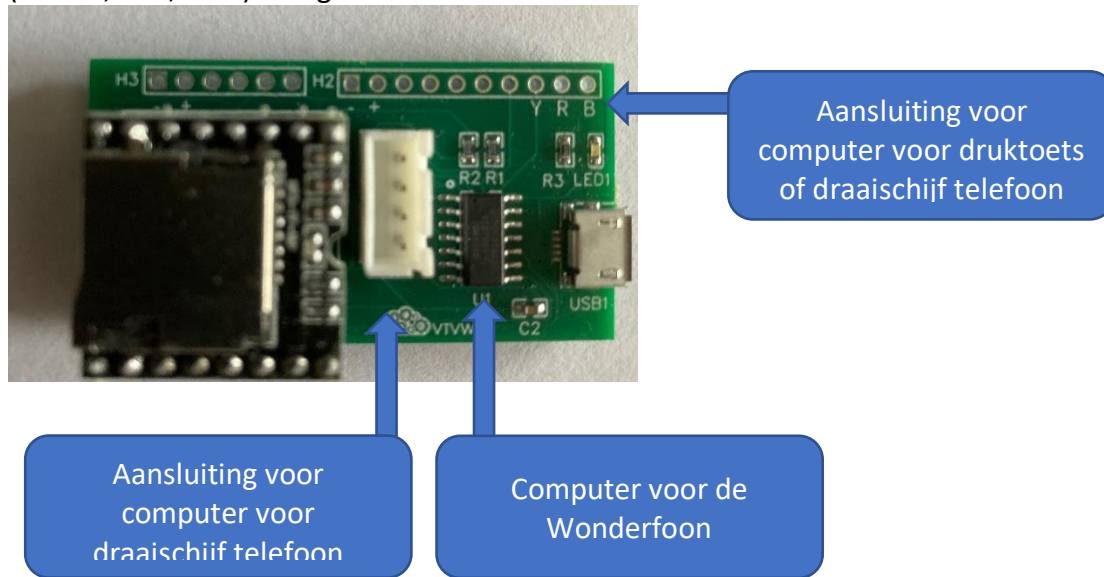 H3
H2
- +
- +
Y R B
Aansluiting voor
computer voor druktoets
of draaischijf telefoon
R2 R1
R3 LED1
U1
USB1
VTVW
C2
Aansluiting voor
computer voor
draaischijf telefoon
Computer voor de
Wonderfoon